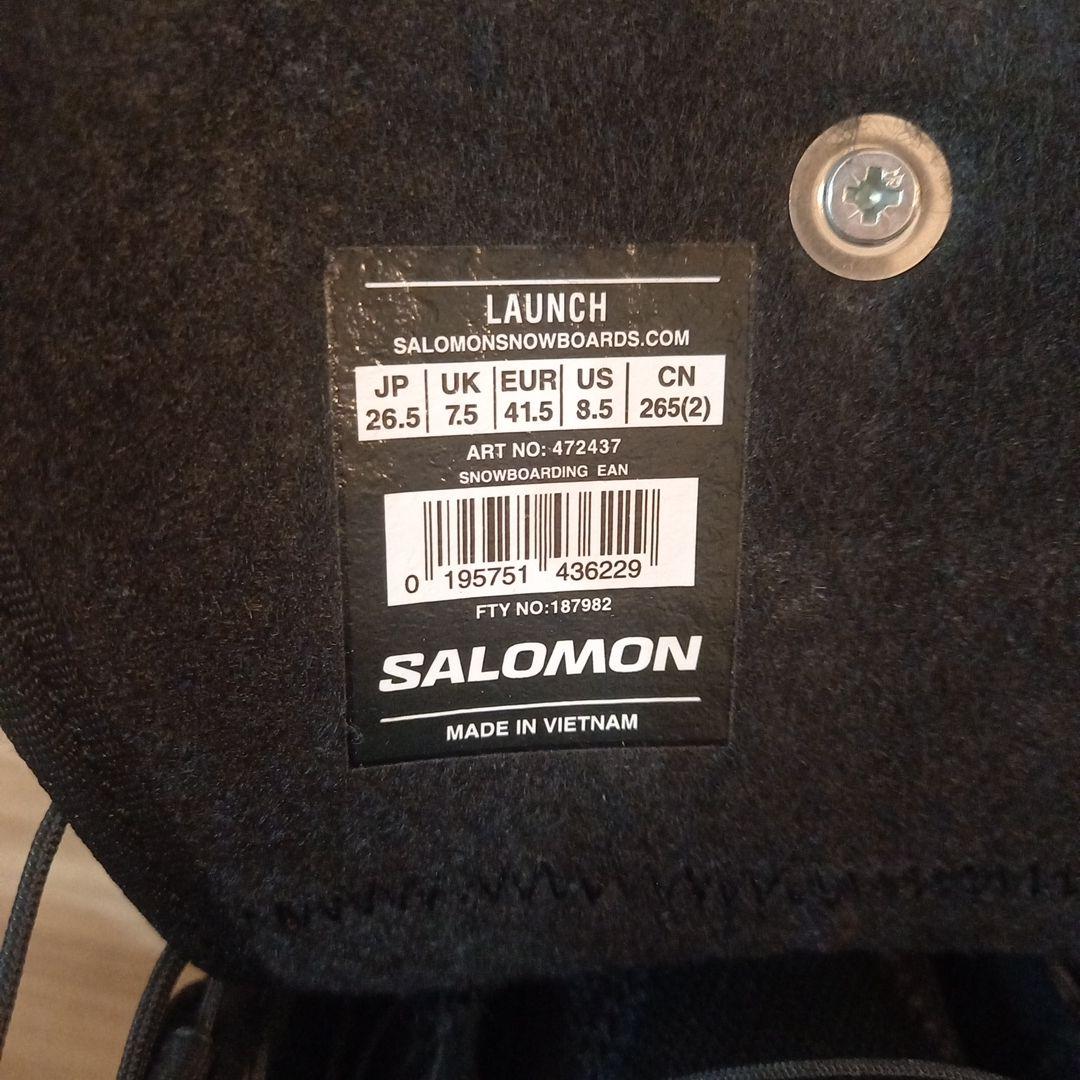 LAUNCH
SALOMONSNOWBOARDS.COM
JP UK EUR US CN
26.5 7.5 41.5 8.5 265(2)
ART NO: 472437
SNOWBOARDING EAN
0 195751 436229
FTY NO:187982
SALOMON
MADE IN VIETNAM